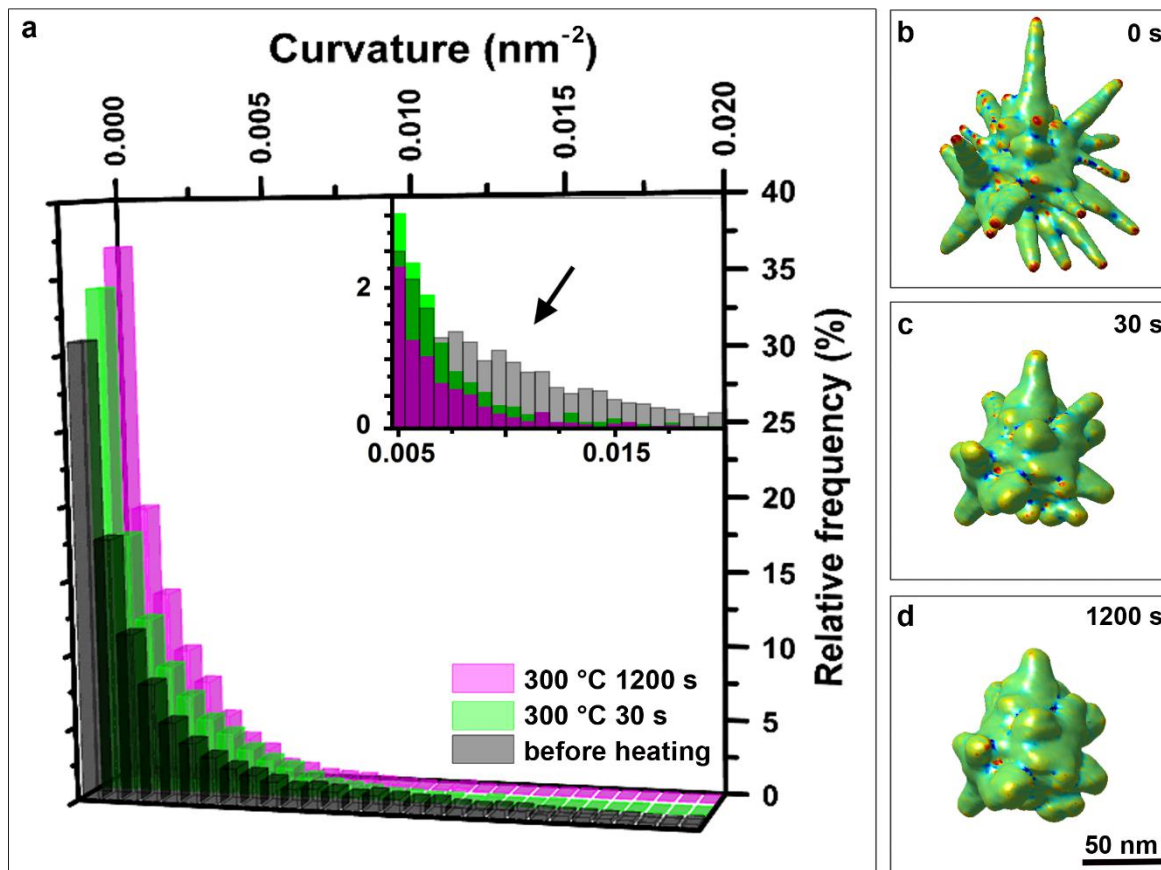 a
Curvature (nm⁻²)
0.000
0.005
0.010
0.015
0.020
40
35
30
25
20
15
10
5
0
Relative frequency (%)
2
0
0.005
0.015
300 °C 1200 s
300 °C 30 s
before heating
b
0 s
c
30 s
d
1200 s
50 nm